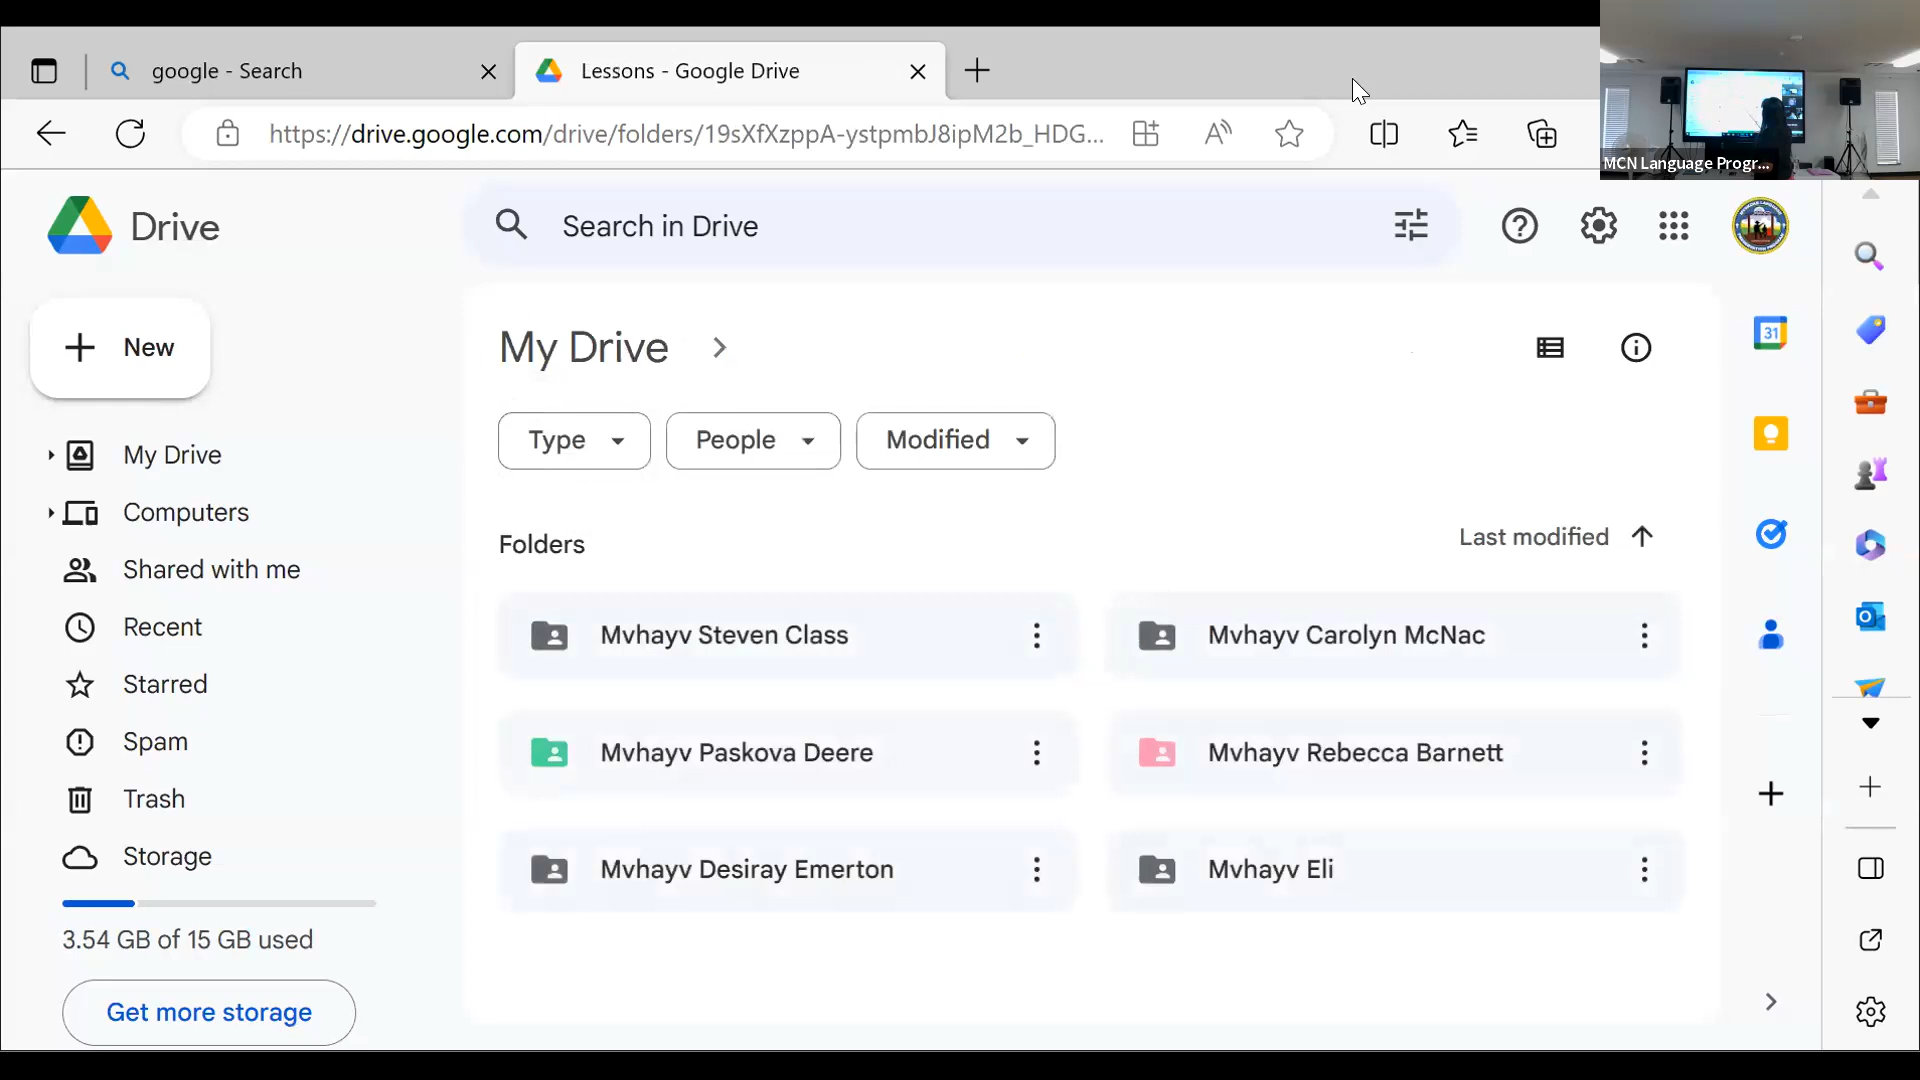 google - Search
Lessons - Google Drive
https://drive.google.com/drive/folders/19sXfXzppA-ystpmbJ8ipM2b_HDG...
MCN Language Progr...
Drive
Search in Drive
New
My Drive
Type
People
Modified
31
My Drive
Computers
Shared with me
Recent
Starred
Spam
Trash
Storage
3.54 GB of 15 GB used
Get more storage
Folders
Last modified
Mvhayv Steven Class
Mvhayv Carolyn McNac
Mvhayv Paskova Deere
Mvhayv Rebecca Barnett
Mvhayv Desiray Emerton
Mvhayv Eli